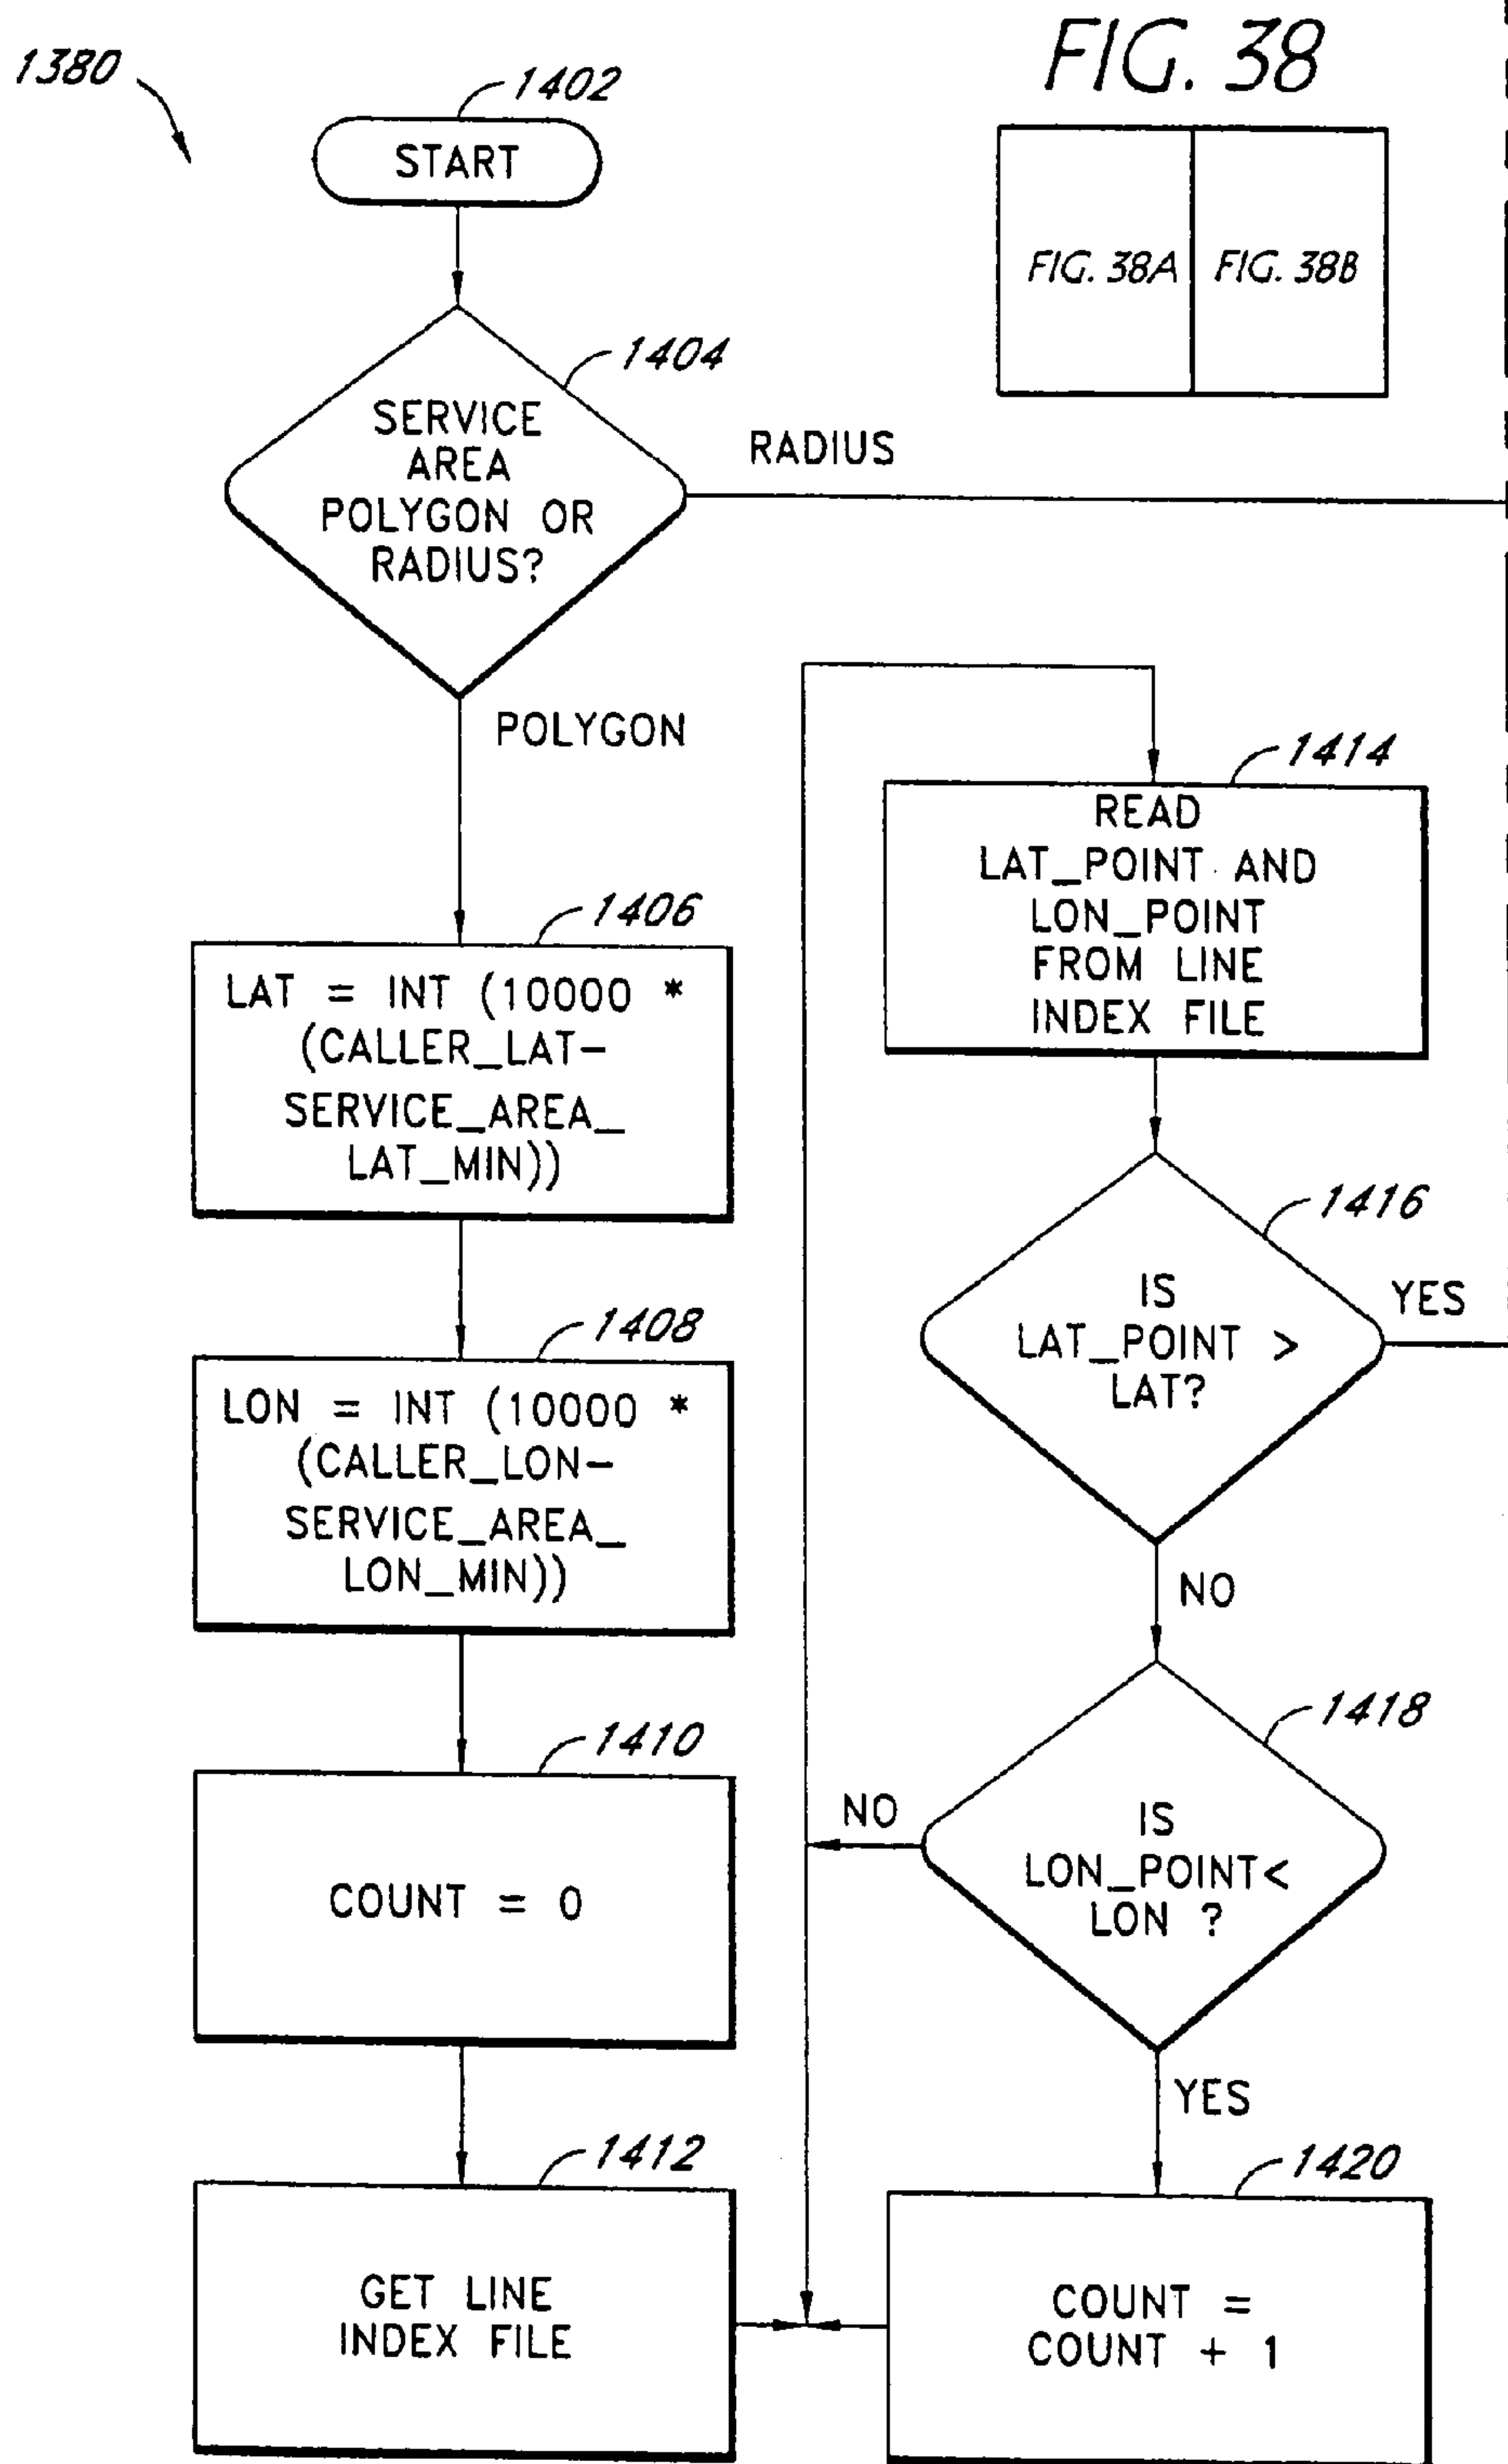 FIG. 38
FIG. 38A
FIG. 38B
1380
1402
START
1404
SERVICE
AREA
POLYGON OR
RADIUS?
RADIUS
POLYGON
1406
LAT = INT (10000 *
(CALLER_LAT-
SERVICE_AREA_
LAT_MIN))
1408
LON = INT (10000 *
(CALLER_LON-
SERVICE_AREA_
LON_MIN))
1410
COUNT = 0
1412
GET LINE
INDEX FILE
1414
READ
LAT_POINT AND
LON_POINT
FROM LINE
INDEX FILE
1416
IS
LAT_POINT >
LAT?
YES
NO
1418
IS
LON_POINT<
LON ?
NO
YES
1420
COUNT =
COUNT + 1